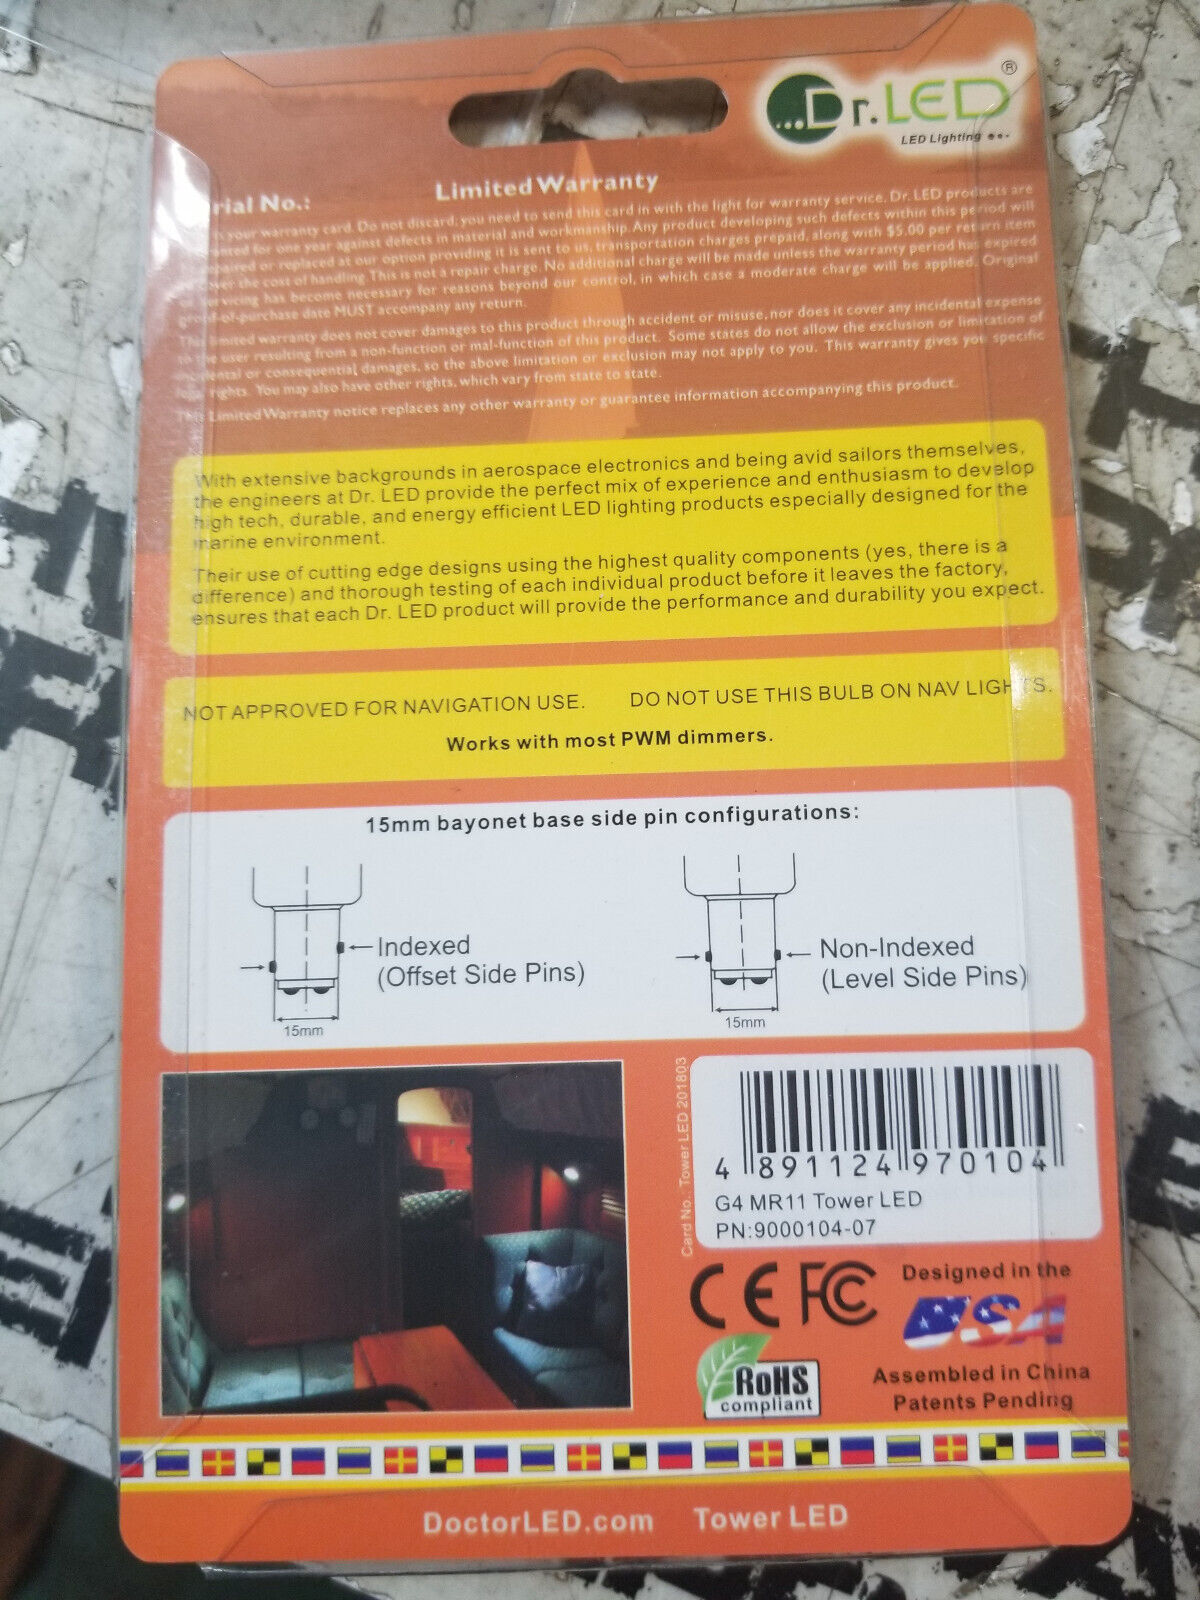 Dr.LED®
LED Lighting
rial No.:
Limited Warranty
your warranty card. Do not discard, you need to send this card in with the light for warranty service. Dr. LED products are
for one year against defects in material and workmanship. Any product developing such defects within this period will
or replaced at our option providing it is sent to us, transportation charges prepaid, along with $5.00 per return item
the cost of handling. This is not a repair charge. No additional charge will be made unless the warranty period has expired
servicing has become necessary for reasons beyond our control, in which case a moderate charge will be applied. Original
proof-of-purchase date MUST accompany any return.
This limited warranty does not cover damages to this product through accident or misuse, nor does it cover any incidental expense
to the user resulting from a non-function or mal-function of this product. Some states do not allow the exclusion or limitation of
or consequential damages, so the above limitation or exclusion may not apply to you. This warranty gives you specific
rights. You may also have other rights, which vary from state to state.
This Limited Warranty notice replaces any other warranty or guarantee information accompanying this product.
With extensive backgrounds in aerospace electronics and being avid sailors themselves,
the engineers at Dr. LED provide the perfect mix of experience and enthusiasm to develop
high tech, durable, and energy efficient LED lighting products especially designed for the
marine environment.
Their use of cutting edge designs using the highest quality components (yes, there is a
difference) and thorough testing of each individual product before it leaves the factory,
ensures that each Dr. LED product will provide the performance and durability you expect.
NOT APPROVED FOR NAVIGATION USE. DO NOT USE THIS BULB ON NAV LIGHTS.
Works with most PWM dimmers.
15mm bayonet base side pin configurations:
Indexed
(Offset Side Pins)
15mm
Non-Indexed
(Level Side Pins)
15mm
Card No.: Tower LED 201803
4 891124 970104
G4 MR11 Tower LED
PN:9000104-07
CE FC
Designed in the
USA
RoHS
compliant
Assembled in China
Patents Pending
DoctorLED.com Tower LED